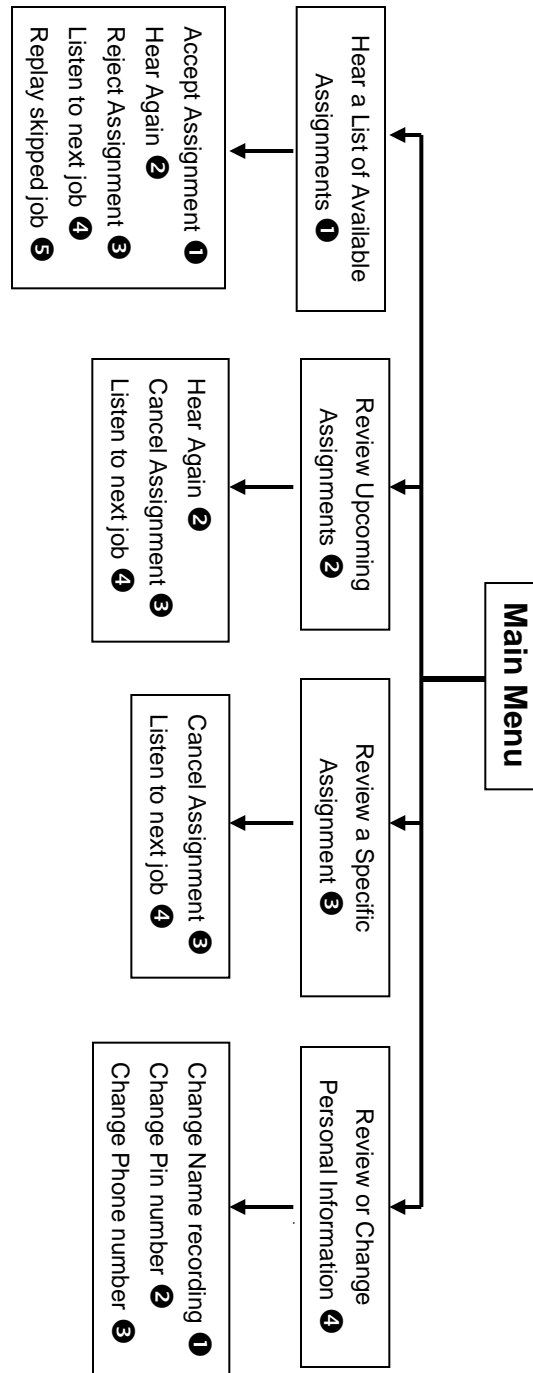 Main Menu
Hear a List of Available
Assignments ❶
Accept Assignment ❶
Hear Again ❷
Reject Assignment ❸
Listen to next job ❹
Replay skipped job ❺
Review Upcoming
Assignments ❷
Hear Again ❷
Cancel Assignment ❸
Listen to next job ❹
Review a Specific
Assignment ❸
Cancel Assignment ❸
Listen to next job ❹
Review or Change
Personal Information ❹
Change Name recording ❶
Change Pin number ❷
Change Phone number ❸